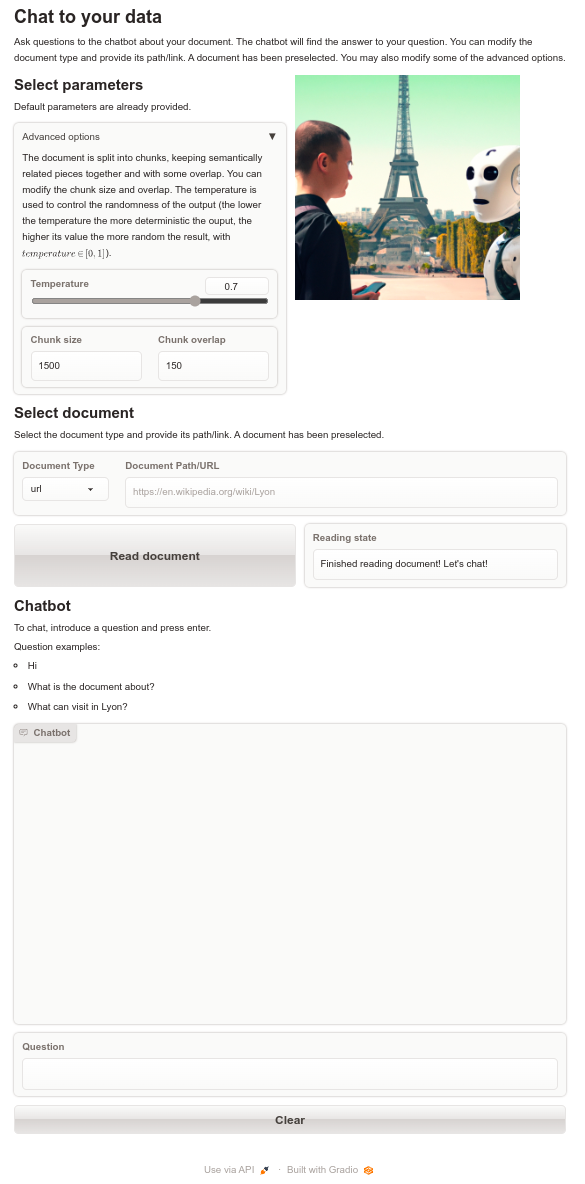 Chat to your data
Ask questions to the chatbot about your document. The chatbot will find the answer to your question. You can modify the
document type and provide its path/link. A document has been preselected. You may also modify some of the advanced options.
Select parameters
Default parameters are already provided.
Advanced options
▼
The document is split into chunks, keeping semantically
related pieces together and with some overlap. You can
modify the chunk size and overlap. The temperature is
used to control the randomness of the output (the lower
the temperature the more deterministic the ouput, the
higher its value the more random the result, with
temperature ∈ [0, 1] ).
Temperature
0.7
Chunk size
Chunk overlap
1500
150
Select document
Select the document type and provide its path/link. A document has been preselected.
Document Type
Document Path/URL
url
https://en.wikipedia.org/wiki/Lyon
Read document
Reading state
Finished reading document! Let's chat!
Chatbot
To chat, introduce a question and press enter.
Question examples:
Hi
What is the document about?
What can visit in Lyon?
Chatbot
Question
Clear
Use via API · Built with Gradio